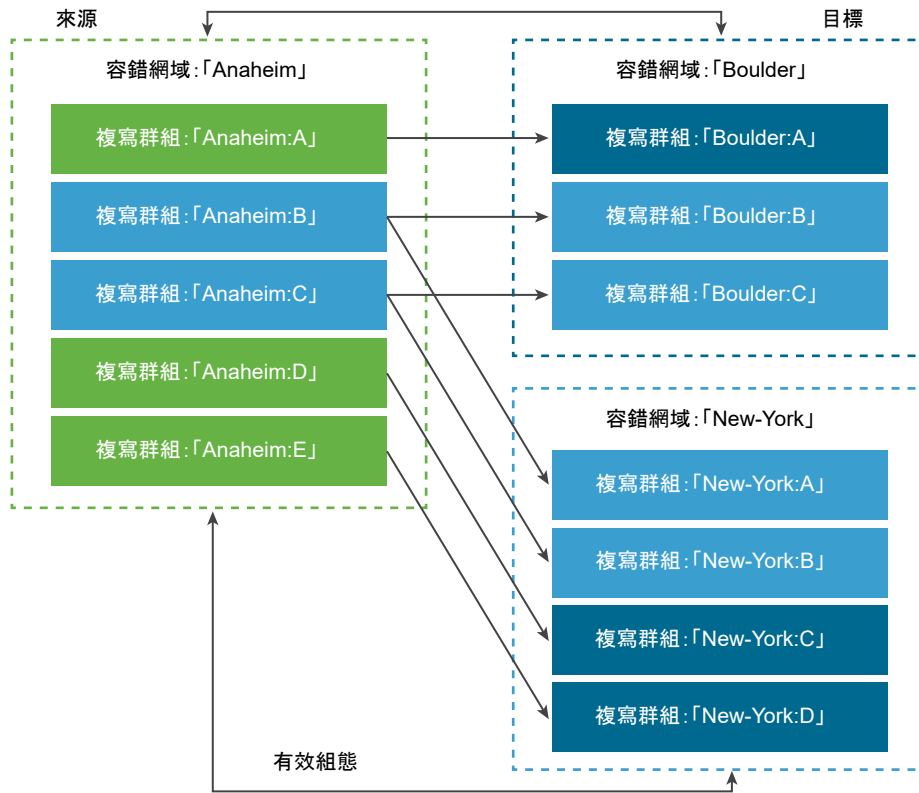 來源
目標
容錯網域:「Anaheim」
複寫群組:「Anaheim:A」
複寫群組:「Anaheim:B」
複寫群組:「Anaheim:C」
複寫群組:「Anaheim:D」
複寫群組:「Anaheim:E」
容錯網域:「Boulder」
複寫群組:「Boulder:A」
複寫群組:「Boulder:B」
複寫群組:「Boulder:C」
容錯網域:「New-York」
複寫群組:「New-York:A」
複寫群組:「New-York:B」
複寫群組:「New-York:C」
複寫群組:「New-York:D」
有效組態